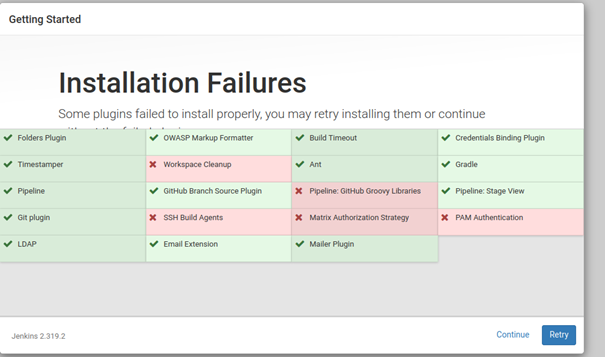 Getting Started
Installation Failures
Some plugins failed to install properly, you may retry installing them or continue
Folders Plugin
OWASP Markup Formatter
Build Timeout
Credentials Binding Plugin
Timestamper
Workspace Cleanup
Ant
Gradle
Pipeline
GitHub Branch Source Plugin
Pipeline: GitHub Groovy Libraries
Pipeline: Stage View
Git plugin
SSH Build Agents
Matrix Authorization Strategy
PAM Authentication
LDAP
Email Extension
Mailer Plugin
Jenkins 2.319.2
Continue
Retry